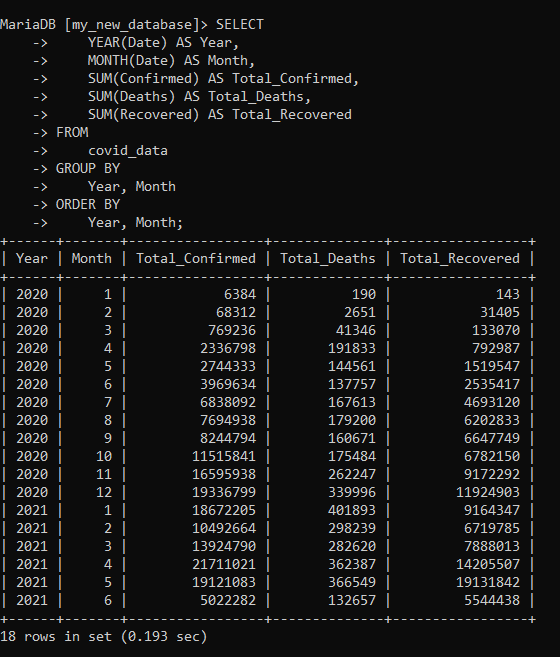 MariaDB [my_new_database]> SELECT
    ->     YEAR(Date) AS Year,
    ->     MONTH(Date) AS Month,
    ->     SUM(Confirmed) AS Total_Confirmed,
    ->     SUM(Deaths) AS Total_Deaths,
    ->     SUM(Recovered) AS Total_Recovered
    -> FROM
    ->     covid_data
    -> GROUP BY
    ->     Year, Month
    -> ORDER BY
    ->     Year, Month;
+------+-------+-----------------+--------------+-----------------+
| Year | Month | Total_Confirmed | Total_Deaths | Total_Recovered |
+------+-------+-----------------+--------------+-----------------+
| 2020 |     1 |            6384 |          190 |             143 |
| 2020 |     2 |           68312 |         2651 |           31405 |
| 2020 |     3 |          769236 |        41346 |          133070 |
| 2020 |     4 |         2336798 |       191833 |          792987 |
| 2020 |     5 |         2744333 |       144561 |         1519547 |
| 2020 |     6 |         3969634 |       137757 |         2535417 |
| 2020 |     7 |         6838092 |       167613 |         4693120 |
| 2020 |     8 |         7694938 |       179200 |         6202833 |
| 2020 |     9 |         8244794 |       160671 |         6647749 |
| 2020 |    10 |        11515841 |       175484 |         6782150 |
| 2020 |    11 |        16595938 |       262247 |         9172292 |
| 2020 |    12 |        19336799 |       339996 |        11924903 |
| 2021 |     1 |        18672205 |       401893 |         9164347 |
| 2021 |     2 |        10492664 |       298239 |         6719785 |
| 2021 |     3 |        13924790 |       282620 |         7888013 |
| 2021 |     4 |        21711021 |       362387 |        14205507 |
| 2021 |     5 |        19121083 |       366549 |        19131842 |
| 2021 |     6 |         5022282 |       132657 |         5544438 |
+------+-------+-----------------+--------------+-----------------+
18 rows in set (0.193 sec)